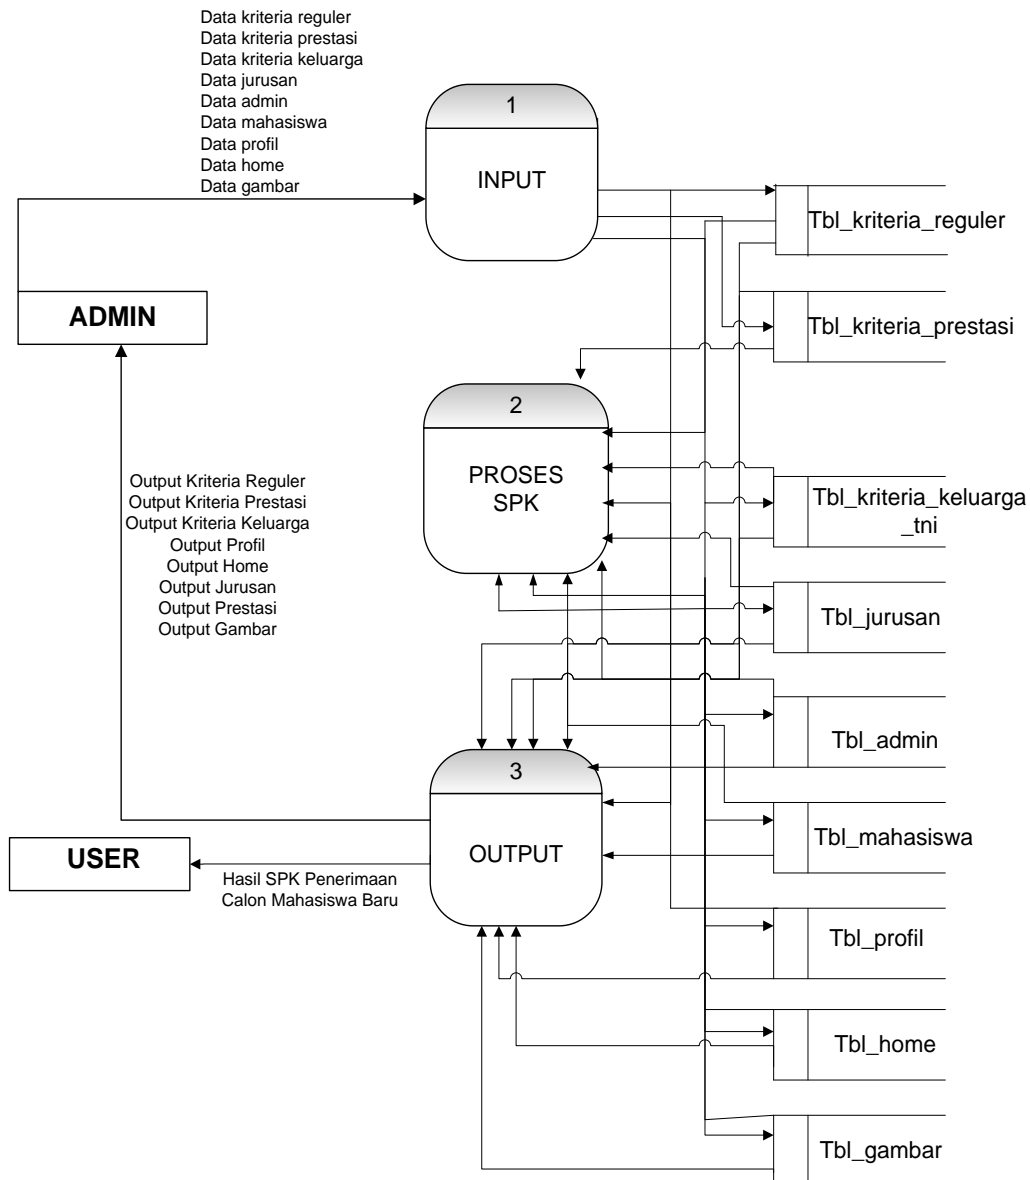 Data kriteria reguler
Data kriteria prestasi
Data kriteria keluarga
Data jurusan
Data admin
Data mahasiswa
Data profil
Data home
Data gambar
1
INPUT
Tbl_kriteria_reguler
ADMIN
Tbl_kriteria_prestasi
2
PROSES
SPK
Output Kriteria Reguler
Output Kriteria Prestasi
Output Kriteria Keluarga
Output Profil
Output Home
Output Jurusan
Output Prestasi
Output Gambar
Tbl_kriteria_keluarga
_tni
Tbl_jurusan
Tbl_admin
3
OUTPUT
Tbl_mahasiswa
USER
Hasil SPK Penerimaan
Calon Mahasiswa Baru
Tbl_profil
Tbl_home
Tbl_gambar